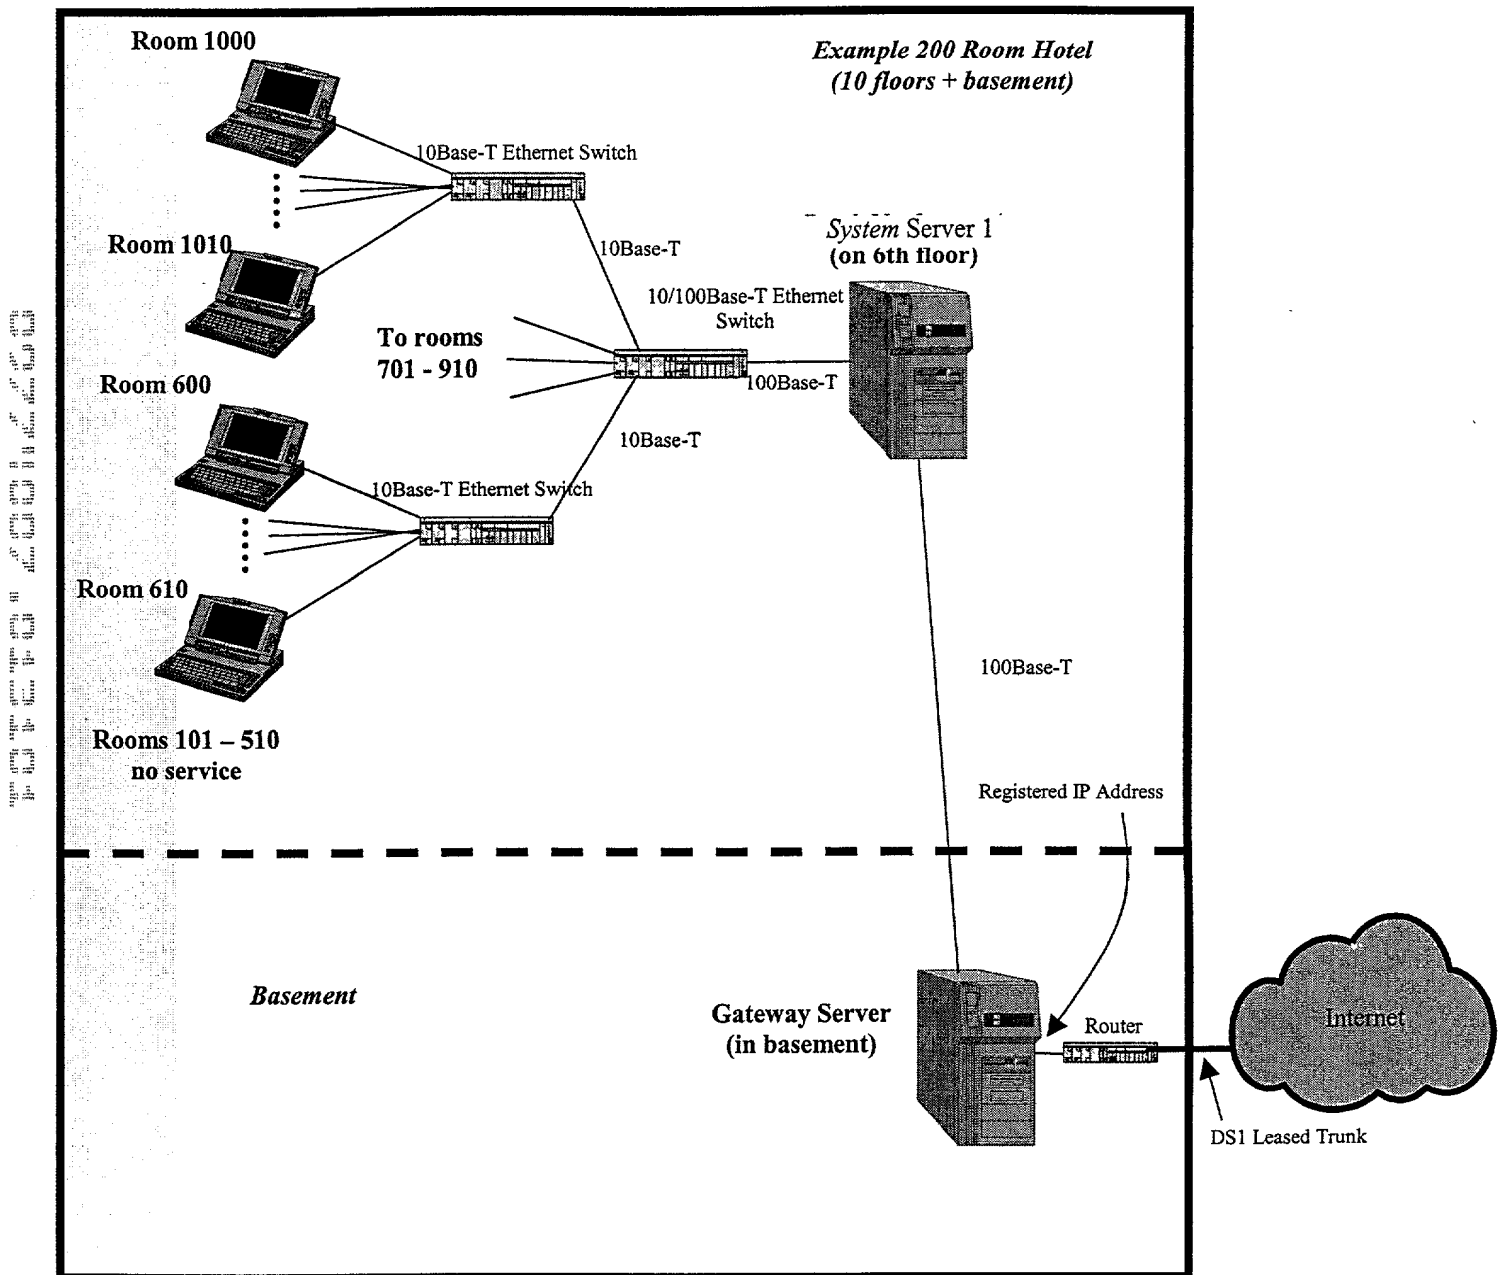 Room 1000
Example 200 Room Hotel
(10 floors + basement)
10Base-T Ethernet Switch
Room 1010
10Base-T
System Server 1
(on 6th floor)
10/100Base-T Ethernet
Switch
To rooms
701 - 910
100Base-T
Room 600
10Base-T
10Base-T Ethernet Switch
Room 610
100Base-T
Rooms 101 – 510
no service
Registered IP Address
Basement
Gateway Server
(in basement)
Router
Internet
DS1 Leased Trunk